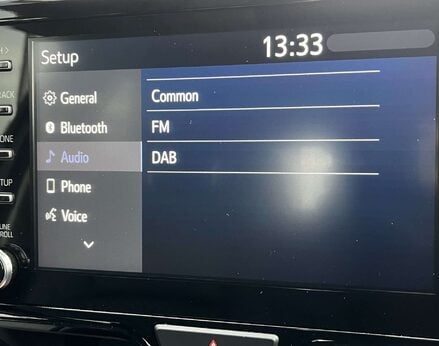 Setup
13:33
General
Common
Bluetooth
FM
Audio
DAB
Phone
Voice